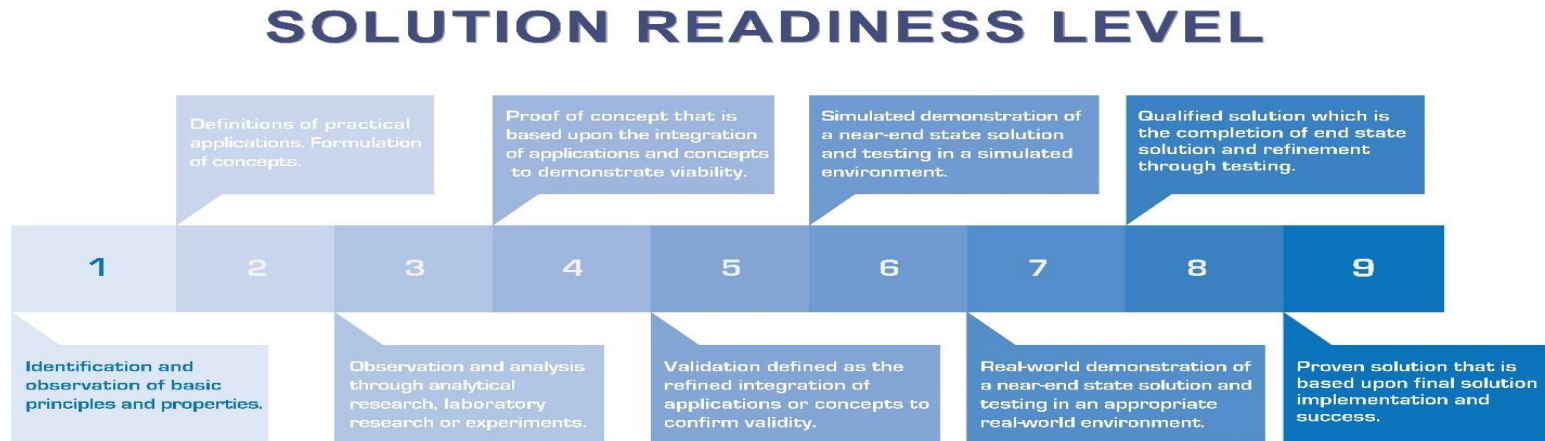 SOLUTION READINESS LEVEL
Definitions of practical
applications. Formulation
of concepts.
Proof of concept that is
based upon the integration
of applications and concepts
to demonstrate viability.
Simulated demonstration of
a near-end state solution
and testing in a simulated
environment.
Qualified solution which is
the completion of end state
solution and refinement
through testing.
1 2 3 4 5 6 7 8 9
Identification and
observation of basic
principles and properties.
Observation and analysis
through analytical
research, laboratory
research or experiments.
Validation defined as the
refined integration of
applications or concepts to
confirm validity.
Real-world demonstration of
a near-end state solution and
testing in an appropriate
real-world environment.
Proven solution that is
based upon final solution
implementation and
success.